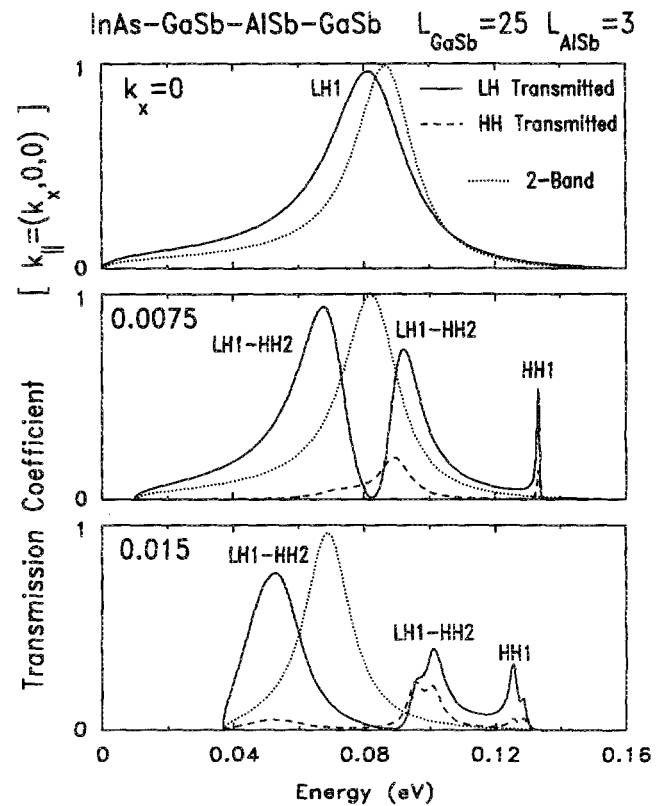 InAs-GaSb-AlSb-GaSb L_GaSb=25 L_AlSb=3
1
k_x=0
LH1
LH Transmitted
HH Transmitted
2-Band
0
1
0.0075
LH1-HH2
LH1-HH2
HH1
0
1
0.015
LH1-HH2
LH1-HH2
HH1
0
0 0.04 0.08 0.12 0.16
Energy (eV)
Transmission Coefficient [ k_||=(k_x,0,0) ]